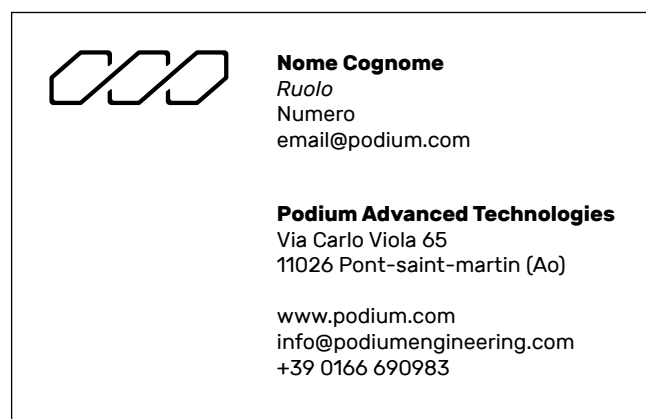 Nome Cognome
Ruolo
Numero
email@podium.com
Podium Advanced Technologies
Via Carlo Viola 65
11026 Pont-saint-martin (Ao)
www.podium.com
info@podiumengineering.com
+39 0166 690983